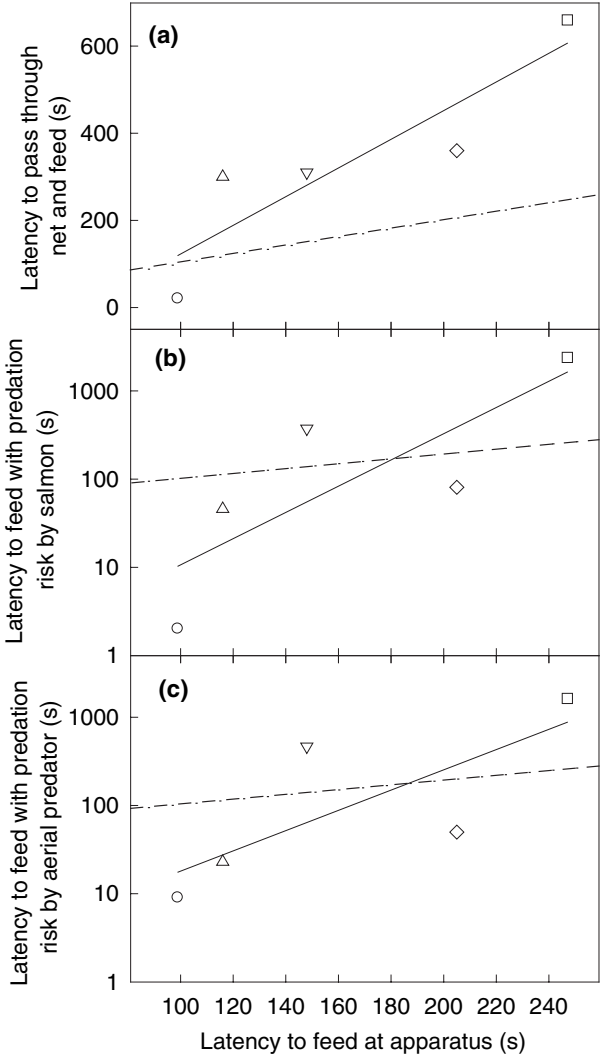 (a)
600
400
200
0
Latency to pass through
net and feed (s)
(b)
1000
100
10
1
Latency to feed with predation
risk by salmon (s)
(c)
1000
100
10
1
Latency to feed with predation
risk by aerial predator (s)
100 120 140 160 180 200 220 240
Latency to feed at apparatus (s)